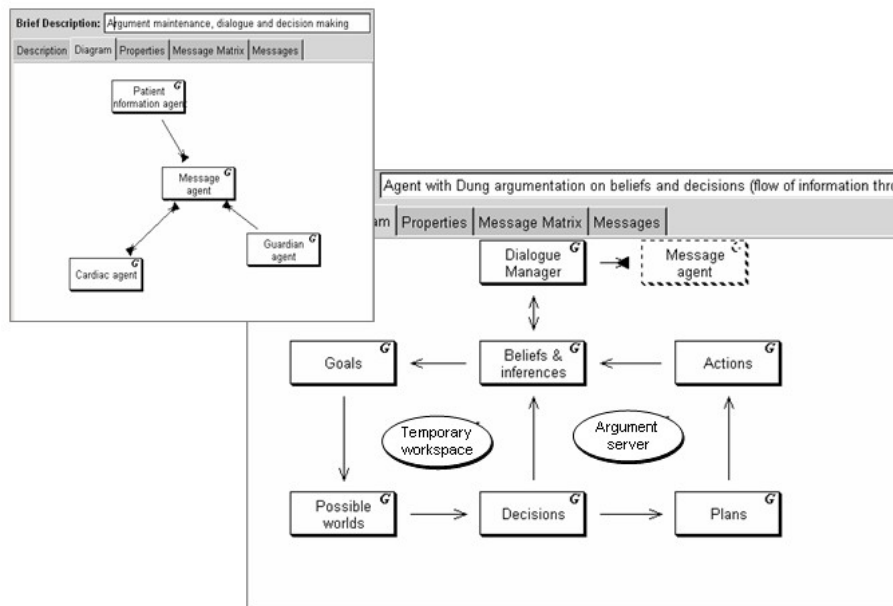 Brief Description: Argument maintenance, dialogue and decision making
Description Diagram Properties Message Matrix Messages
G
Patient
nformation agent
G
Message
agent
G
Guardian
agent
G
Cardiac agent
Agent with Dung argumentation on beliefs and decisions (flow of information thro
am Properties Message Matrix Messages
G
Dialogue
Manager
G
Message
agent
G
Goals
G
Beliefs &
inferences
G
Actions
Temporary
workspace
Argument
server
G
Possible
worlds
G
Decisions
G
Plans